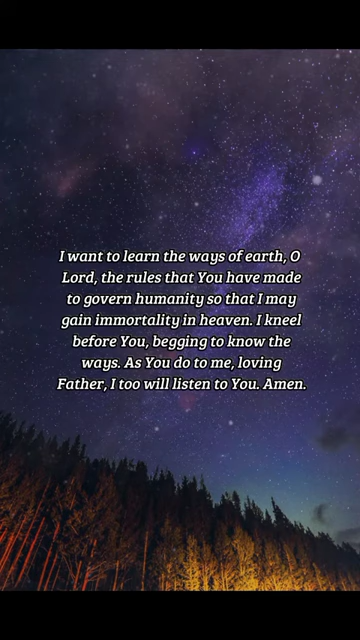 I want to learn the ways of earth, O
Lord, the rules that You have made
to govern humanity so that I may
gain immortality in heaven. I kneel
before You, begging to know the
ways. As You do to me, loving
Father, I too will listen to You. Amen.